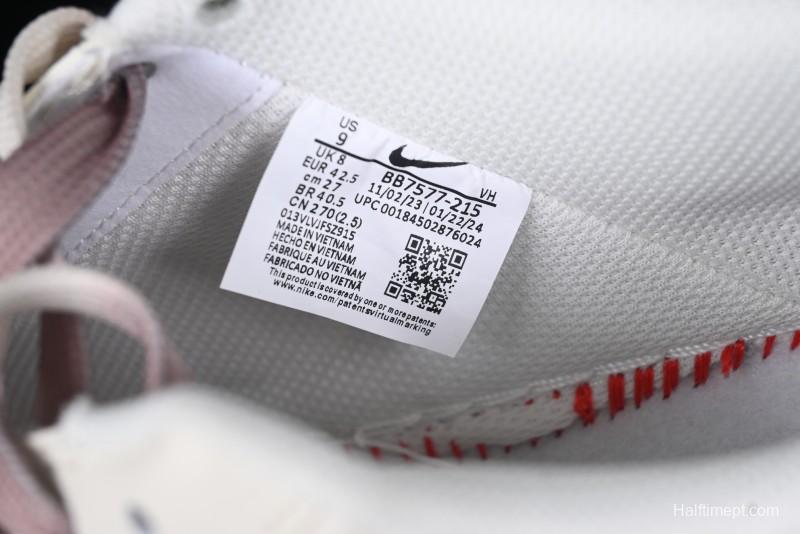 US
9
UK 8
EUR 42.5
cm 27
BR 40.5
CN 270(2.5)
BB7577-215 VH
11/02/23 | 01/22/24
UPC 00184502876024
013VLVJFSZ915
MADE IN VIETNAM
HECHO EN VIETNAM
FABRIQUE AU VIETNAM
FABRICADO NO VIETNÃ
This product is covered by one or more patents:
www.nike.com/patentsvirtualmarking
Halftimept.com